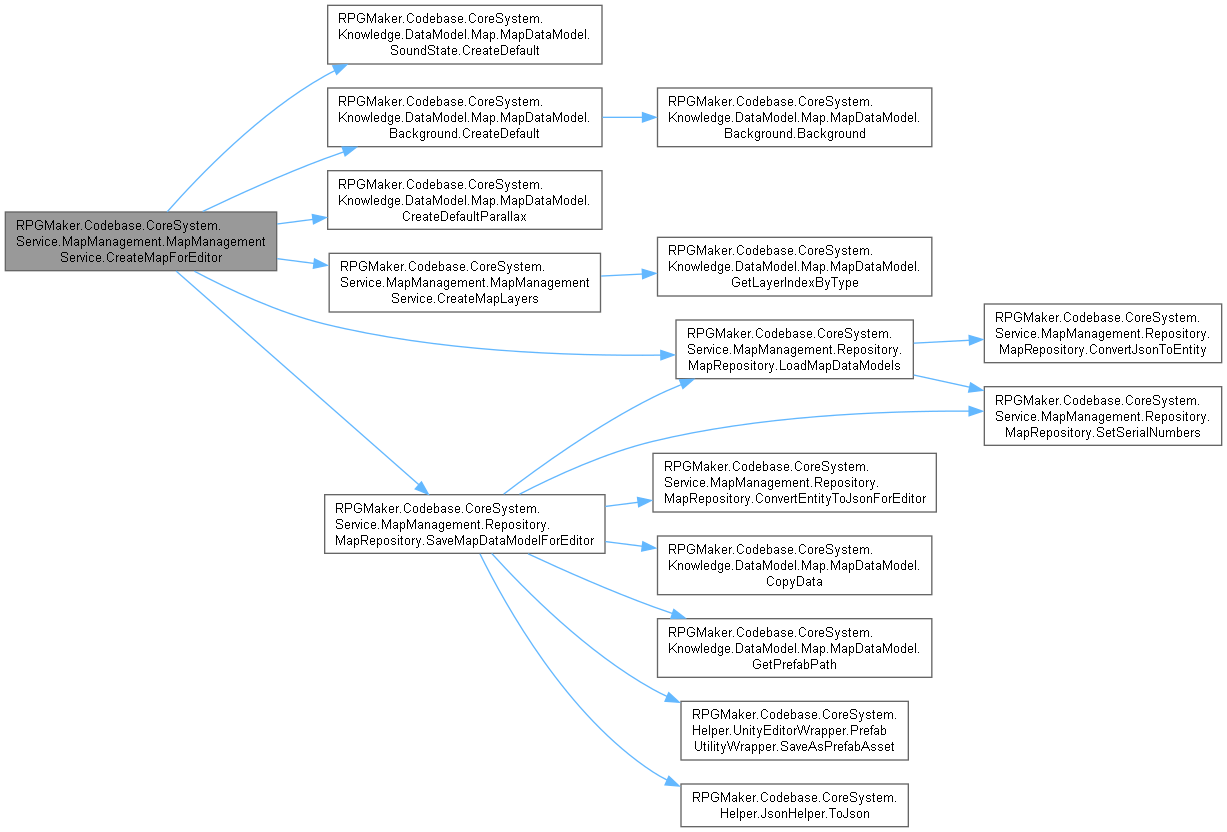 RPGMaker.Codebase.CoreSystem.
Knowledge.DataModel.Map.MapDataModel.
SoundState.CreateDefault
RPGMaker.Codebase.CoreSystem.
Knowledge.DataModel.Map.MapDataModel.
Background.CreateDefault
RPGMaker.Codebase.CoreSystem.
Knowledge.DataModel.Map.MapDataModel.
Background.Background
RPGMaker.Codebase.CoreSystem.
Knowledge.DataModel.Map.MapDataModel.
CreateDefaultParallax
RPGMaker.Codebase.CoreSystem.
Service.MapManagement.MapManagement
Service.CreateMapForEditor
RPGMaker.Codebase.CoreSystem.
Service.MapManagement.MapManagement
Service.CreateMapLayers
RPGMaker.Codebase.CoreSystem.
Knowledge.DataModel.Map.MapDataModel.
GetLayerIndexByType
RPGMaker.Codebase.CoreSystem.
Service.MapManagement.Repository.
MapRepository.LoadMapDataModels
RPGMaker.Codebase.CoreSystem.
Service.MapManagement.Repository.
MapRepository.ConvertJsonToEntity
RPGMaker.Codebase.CoreSystem.
Service.MapManagement.Repository.
MapRepository.SetSerialNumbers
RPGMaker.Codebase.CoreSystem.
Service.MapManagement.Repository.
MapRepository.SaveMapDataModelForEditor
RPGMaker.Codebase.CoreSystem.
Service.MapManagement.Repository.
MapRepository.ConvertEntityToJsonForEditor
RPGMaker.Codebase.CoreSystem.
Knowledge.DataModel.Map.MapDataModel.
CopyData
RPGMaker.Codebase.CoreSystem.
Knowledge.DataModel.Map.MapDataModel.
GetPrefabPath
RPGMaker.Codebase.CoreSystem.
Helper.UnityEditorWrapper.Prefab
UtilityWrapper.SaveAsPrefabAsset
RPGMaker.Codebase.CoreSystem.
Helper.JsonHelper.ToJson